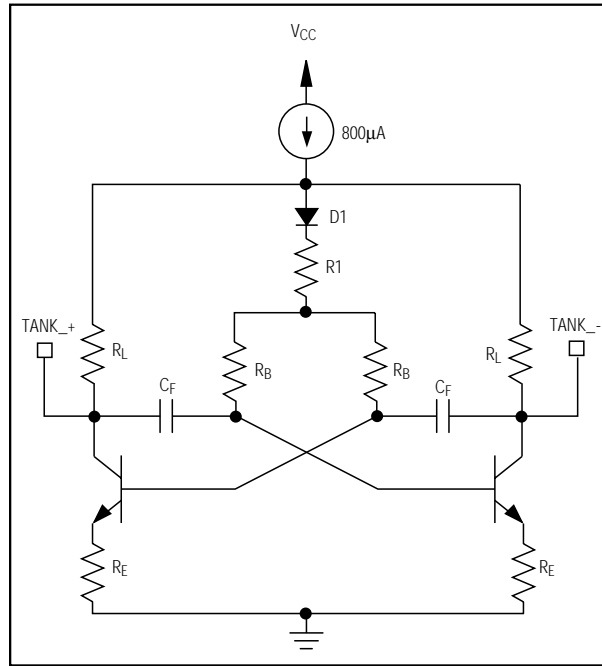 VCC
800µA
D1
R1
TANK_+
TANK_-
RL
RB
RB
RL
CF
CF
RE
RE